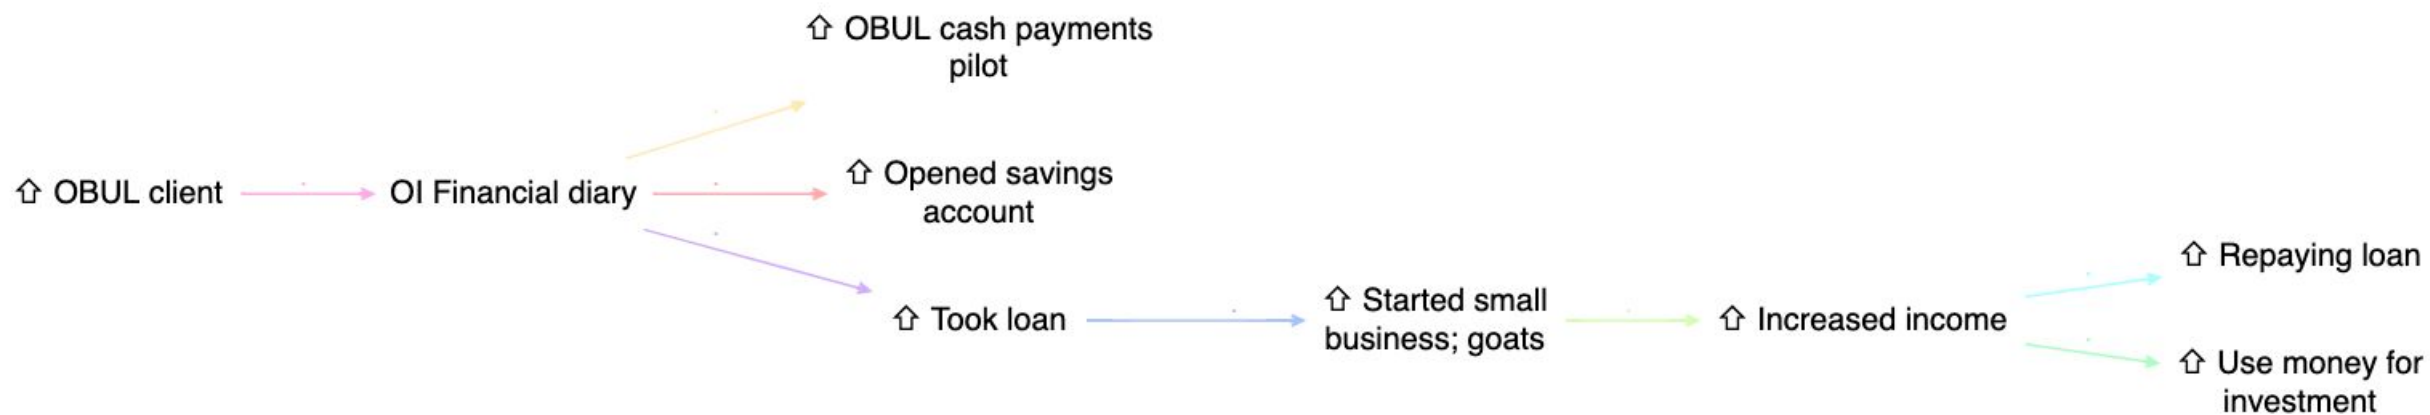 ⇧ OBUL cash payments
pilot
⇧ OBUL client
OI Financial diary
⇧ Opened savings
account
⇧ Took loan
⇧ Started small
business; goats
⇧ Increased income
⇧ Repaying loan
⇧ Use money for
investment